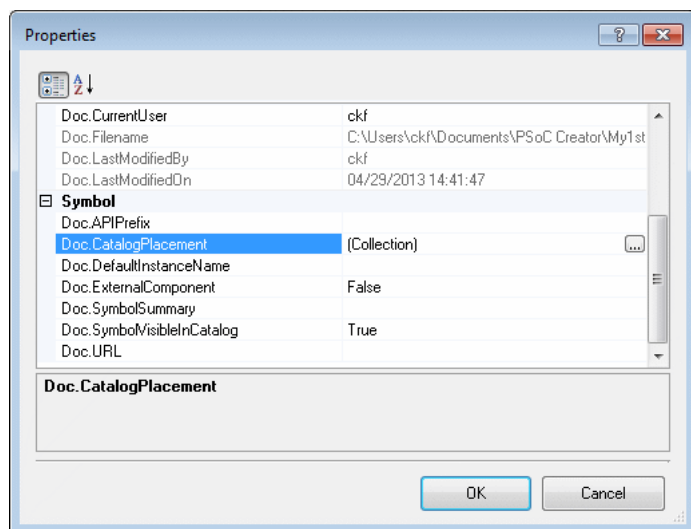 Properties
A Z
Doc.CurrentUser ckf
Doc.Filename C:\Users\ckf\Documents\PSoC Creator\My1st
Doc.LastModifiedBy ckf
Doc.LastModifiedOn 04/29/2013 14:41:47
Symbol
Doc.APIPrefix
Doc.CatalogPlacement (Collection) ...
Doc.DefaultInstanceName
Doc.ExternalComponent False
Doc.SymbolSummary
Doc.SymbolVisibleInCatalog True
Doc.URL
Doc.CatalogPlacement
OK Cancel